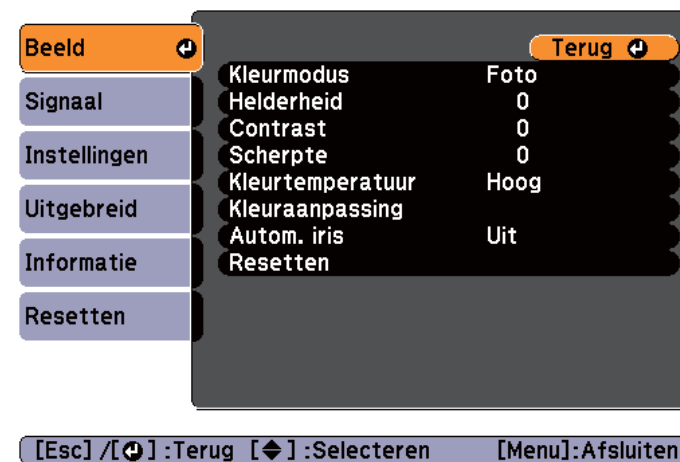 Beeld
Signaal
Instellingen
Uitgebreid
Informatie
Resetten
Terug
Kleurmodus Foto
Helderheid 0
Contrast 0
Scherpte 0
Kleurtemperatuur Hoog
Kleuraanpassing
Autom. iris Uit
Resetten
[Esc] /[⏎] :Terug [◆] :Selecteren [Menu]:Afsluiten